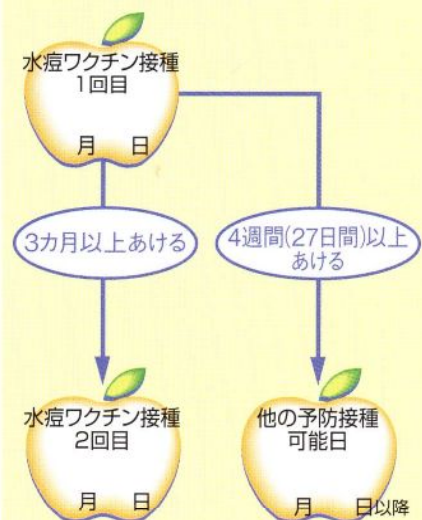 水痘ワクチン接種
1回目
月 日
3カ月以上あける
4週間(27日間)以上
あける
水痘ワクチン接種
2回目
月 日
他の予防接種
可能日
月 日以降